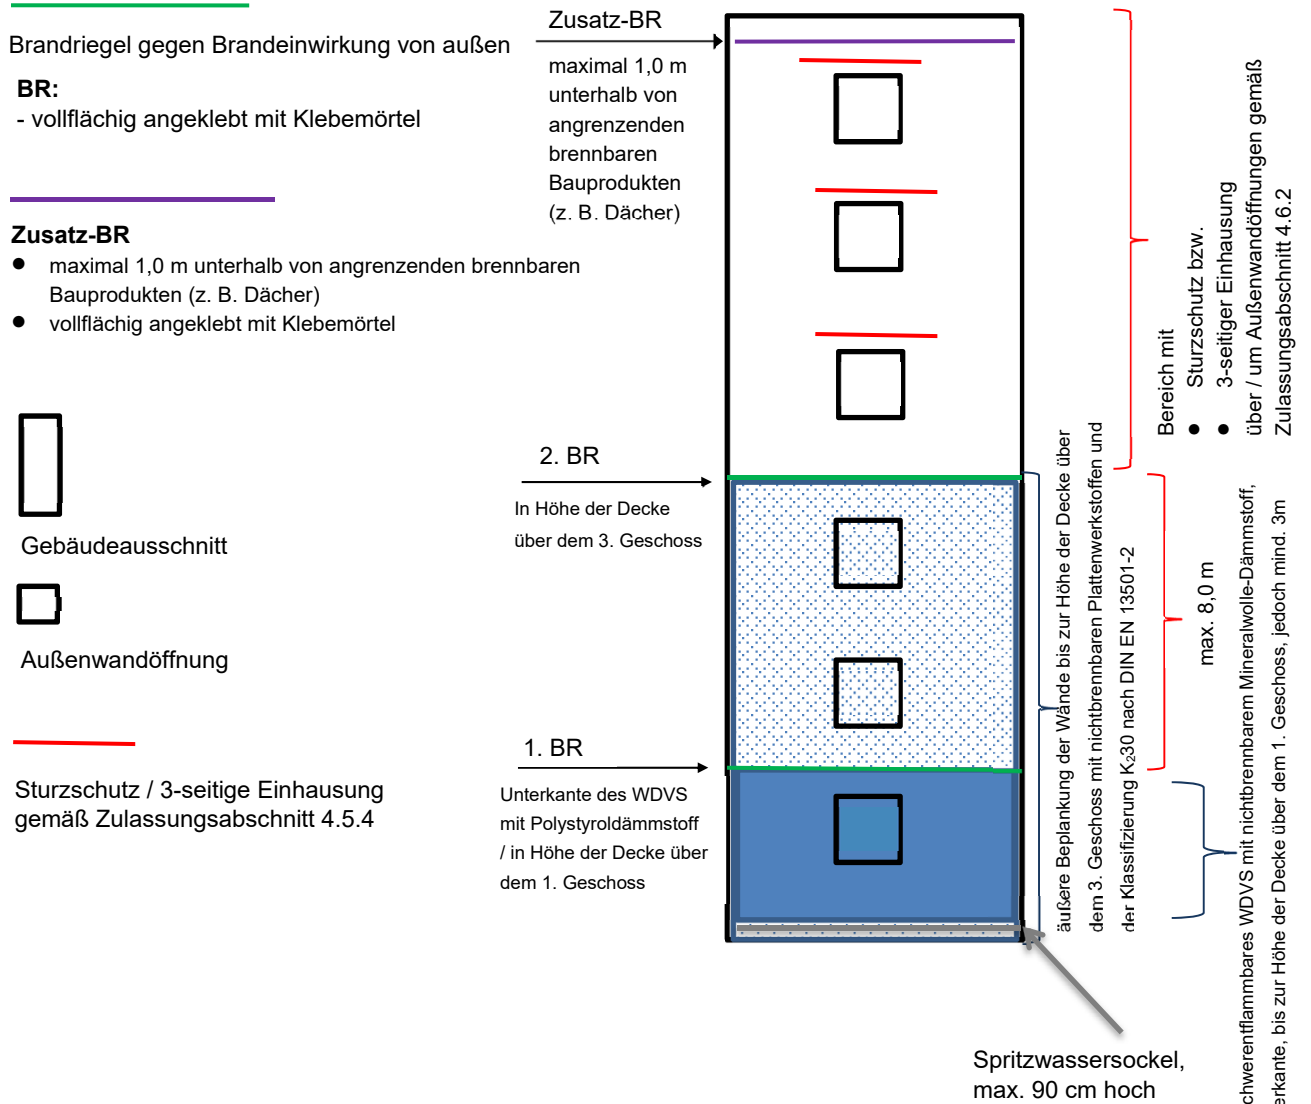 Brandriegel gegen Brandeinwirkung von außen
BR:
- vollflächig angeklebt mit Klebemörtel
Zusatz-BR
● maximal 1,0 m unterhalb von angrenzenden brennbaren
Bauprodukten (z. B. Dächer)
● vollflächig angeklebt mit Klebemörtel
Gebäudeausschnitt
Außenwandöffnung
Sturzschutz / 3-seitige Einhausung
gemäß Zulassungsabschnitt 4.5.4
Zusatz-BR
maximal 1,0 m
unterhalb von
angrenzenden
brennbaren
Bauprodukten
(z. B. Dächer)
2. BR
In Höhe der Decke
über dem 3. Geschoss
1. BR
Unterkante des WDVS
mit Polystyroldämmstoff
/ in Höhe der Decke über
dem 1. Geschoss
Bereich mit
● Sturzschutz bzw.
● 3-seitiger Einhausung
über / um Außenwandöffnungen gemäß
Zulassungsabschnitt 4.6.2
äußere Beplankung der Wände bis zur Höhe der Decke über
dem 3. Geschoss mit nichtbrennbaren Plattenwerkstoffen und
der Klassifizierung K₂30 nach DIN EN 13501-2
max. 8,0 m
chwerentflammbares WDVS mit nichtbrennbarem Mineralwolle-Dämmstoff,
erkante, bis zur Höhe der Decke über dem 1. Geschoss, jedoch mind. 3m
Spritzwassersockel,
max. 90 cm hoch